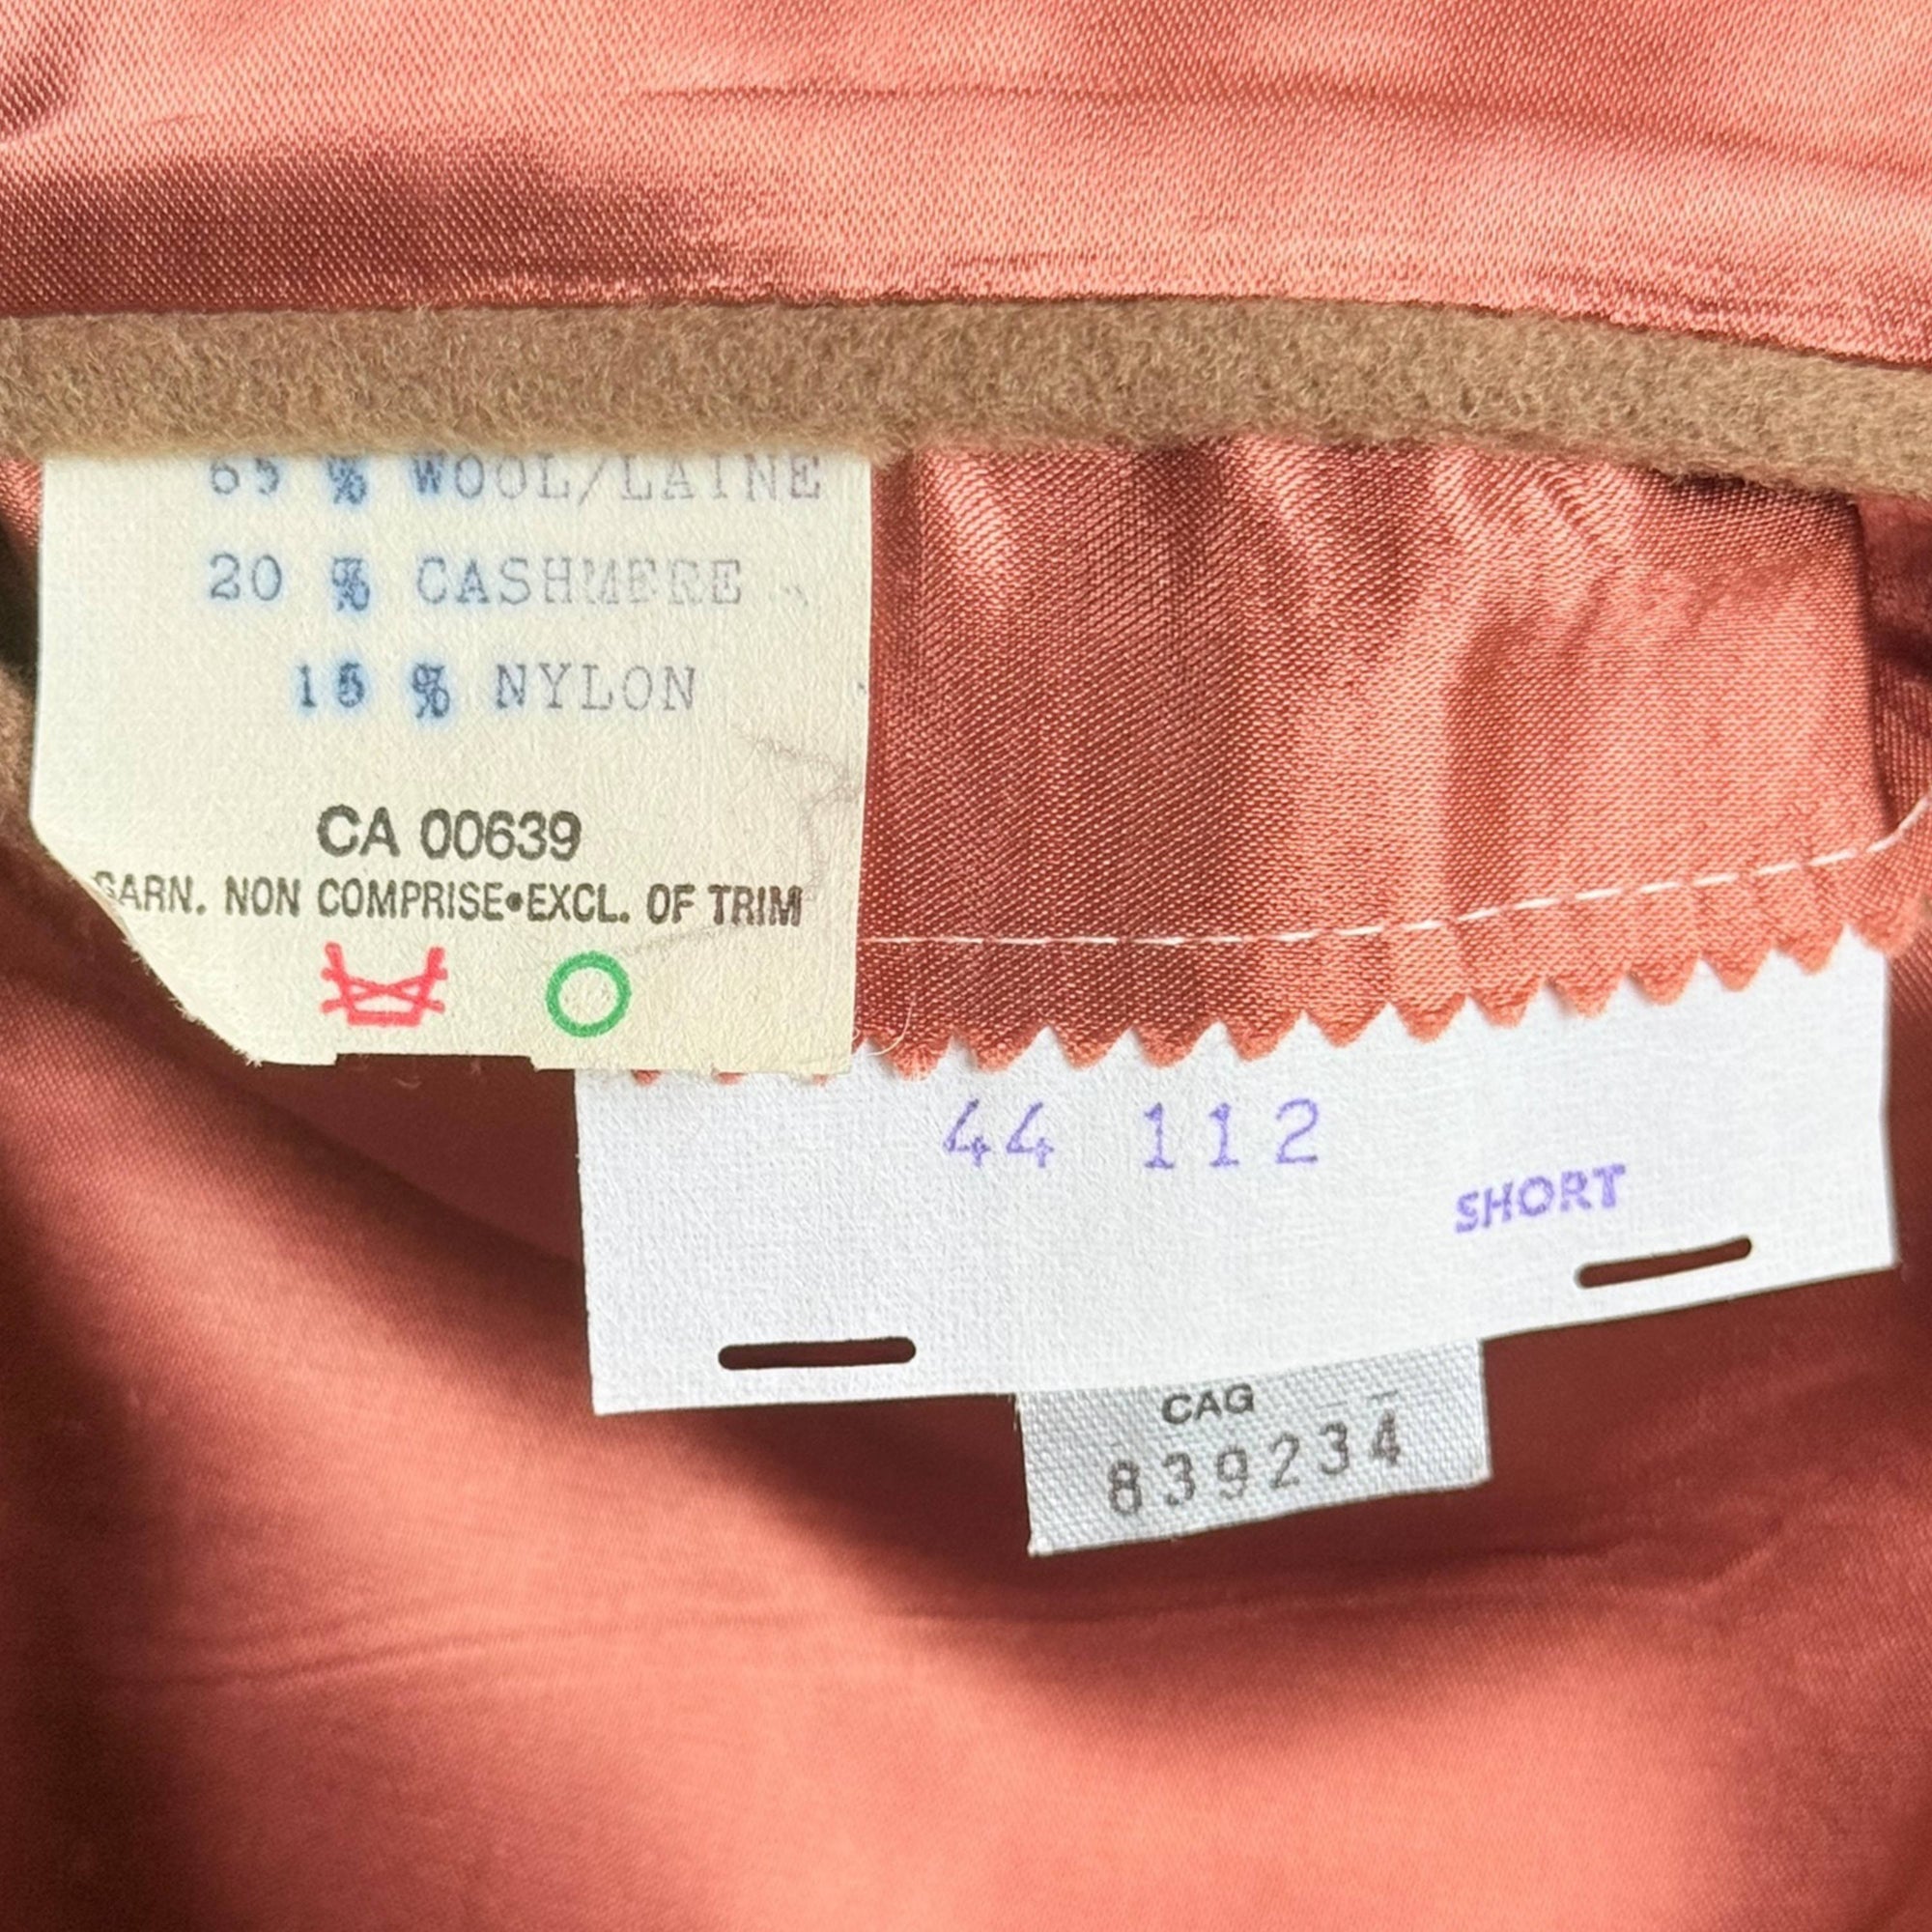 65 % WOOL/LAINE
20 % CASHMERE
15 % NYLON
CA 00639
GARN. NON COMPRISE•EXCL. OF TRIM
44 112
SHORT
CAG
839234